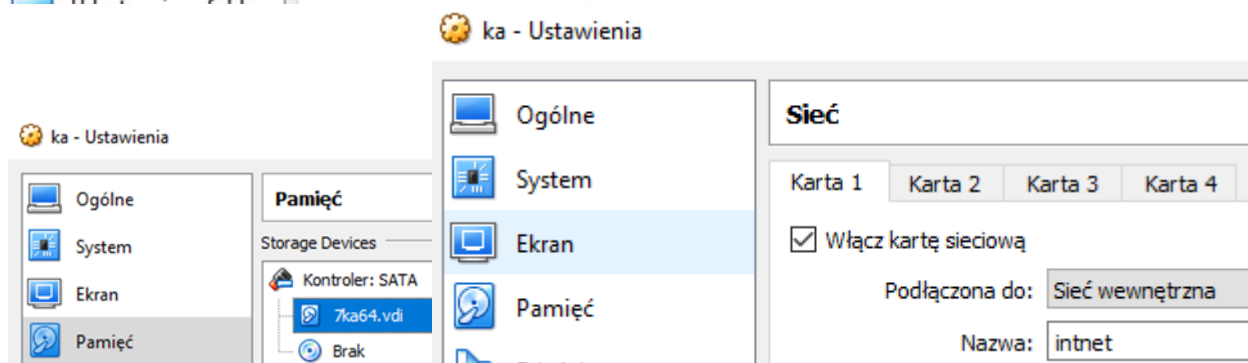 ka - Ustawienia
Ogólne
System
Ekran
Pamięć
Pamięć
Storage Devices
Kontroler: SATA
7ka64.vdi
Brak
ka - Ustawienia
Ogólne
System
Ekran
Pamięć
Sieć
Karta 1 Karta 2 Karta 3 Karta 4
Włącz kartę sieciową
Podłączona do: Sieć wewnętrzna
Nazwa: intnet